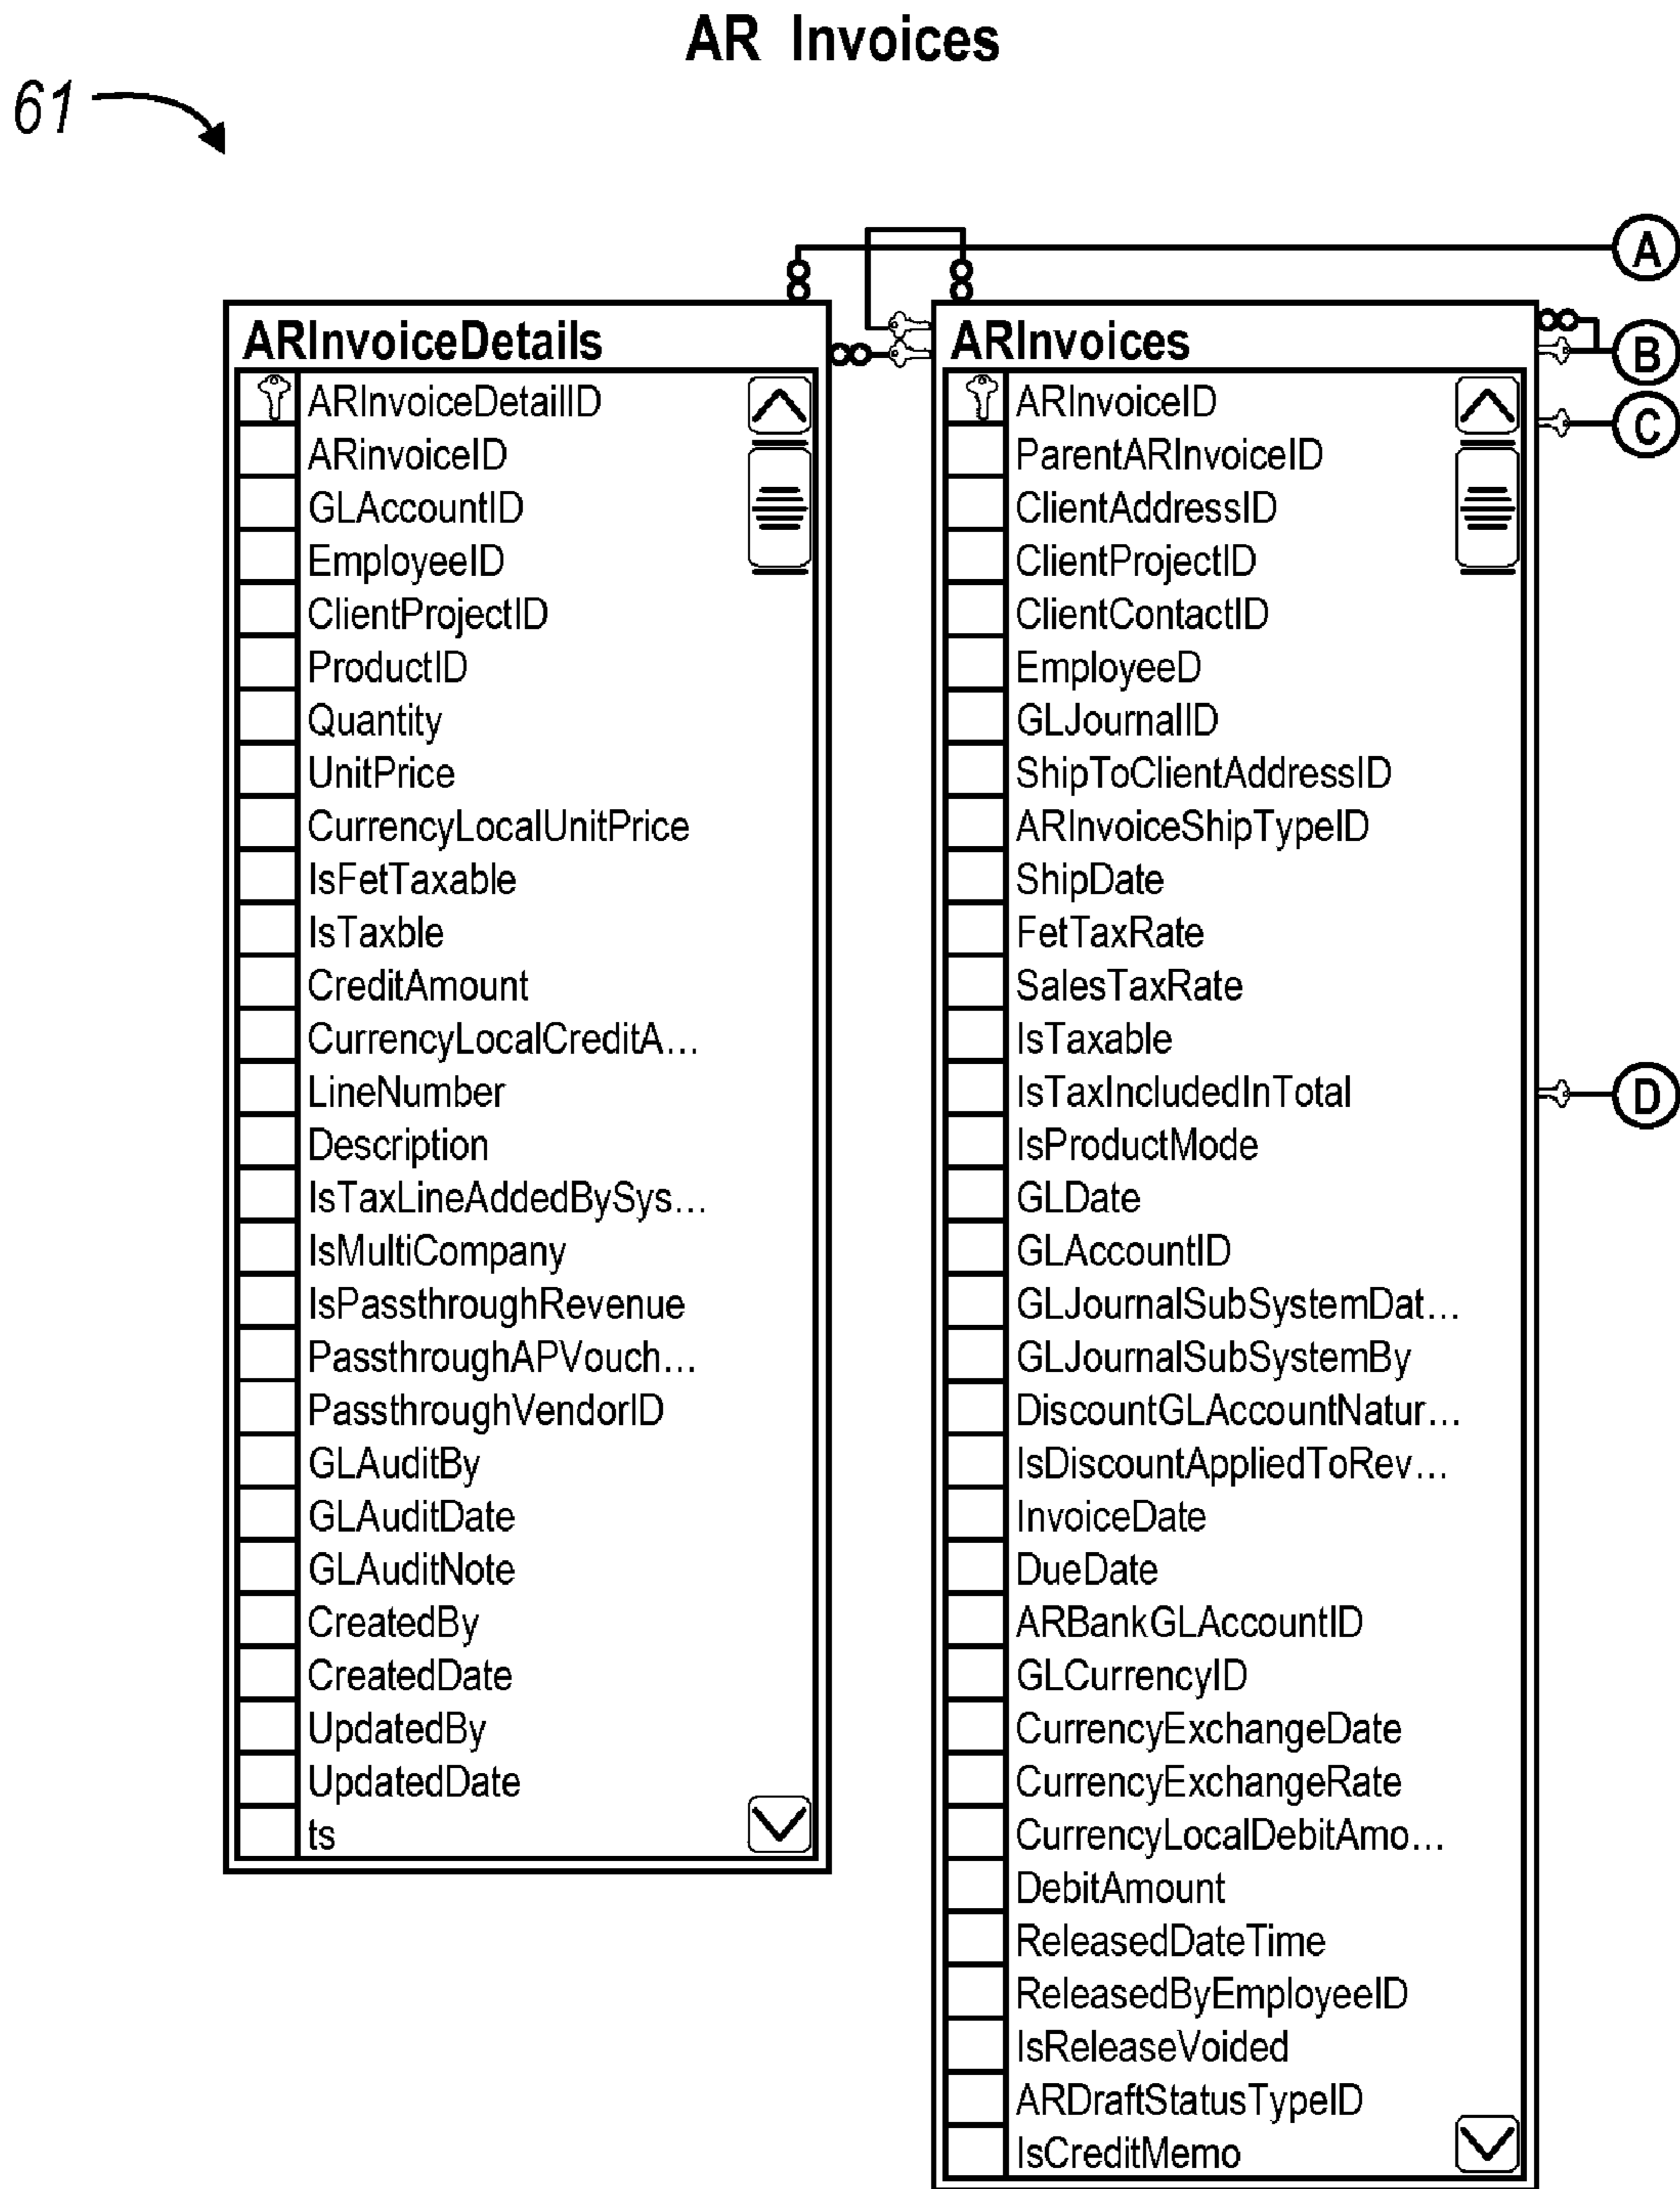 AR Invoices
61
A
ARInvoiceDetails
ARInvoiceDetailID
ARinvoiceID
GLAccountID
EmployeeID
ClientProjectID
ProductID
Quantity
UnitPrice
CurrencyLocalUnitPrice
IsFetTaxable
IsTaxble
CreditAmount
CurrencyLocalCreditA...
LineNumber
Description
IsTaxLineAddedBySys...
IsMultiCompany
IsPassthroughRevenue
PassthroughAPVouch...
PassthroughVendorID
GLAuditBy
GLAuditDate
GLAuditNote
CreatedBy
CreatedDate
UpdatedBy
UpdatedDate
ts
ARInvoices
ARInvoiceID
ParentARInvoiceID
ClientAddressID
ClientProjectID
ClientContactID
EmployeeD
GLJournalID
ShipToClientAddressID
ARInvoiceShipTypeID
ShipDate
FetTaxRate
SalesTaxRate
IsTaxable
IsTaxIncludedInTotal
IsProductMode
GLDate
GLAccountID
GLJournalSubSystemDat...
GLJournalSubSystemBy
DiscountGLAccountNatur...
IsDiscountAppliedToRev...
InvoiceDate
DueDate
ARBankGLAccountID
GLCurrencyID
CurrencyExchangeDate
CurrencyExchangeRate
CurrencyLocalDebitAmo...
DebitAmount
ReleasedDateTime
ReleasedByEmployeeID
IsReleaseVoided
ARDraftStatusTypeID
IsCreditMemo
B
C
D